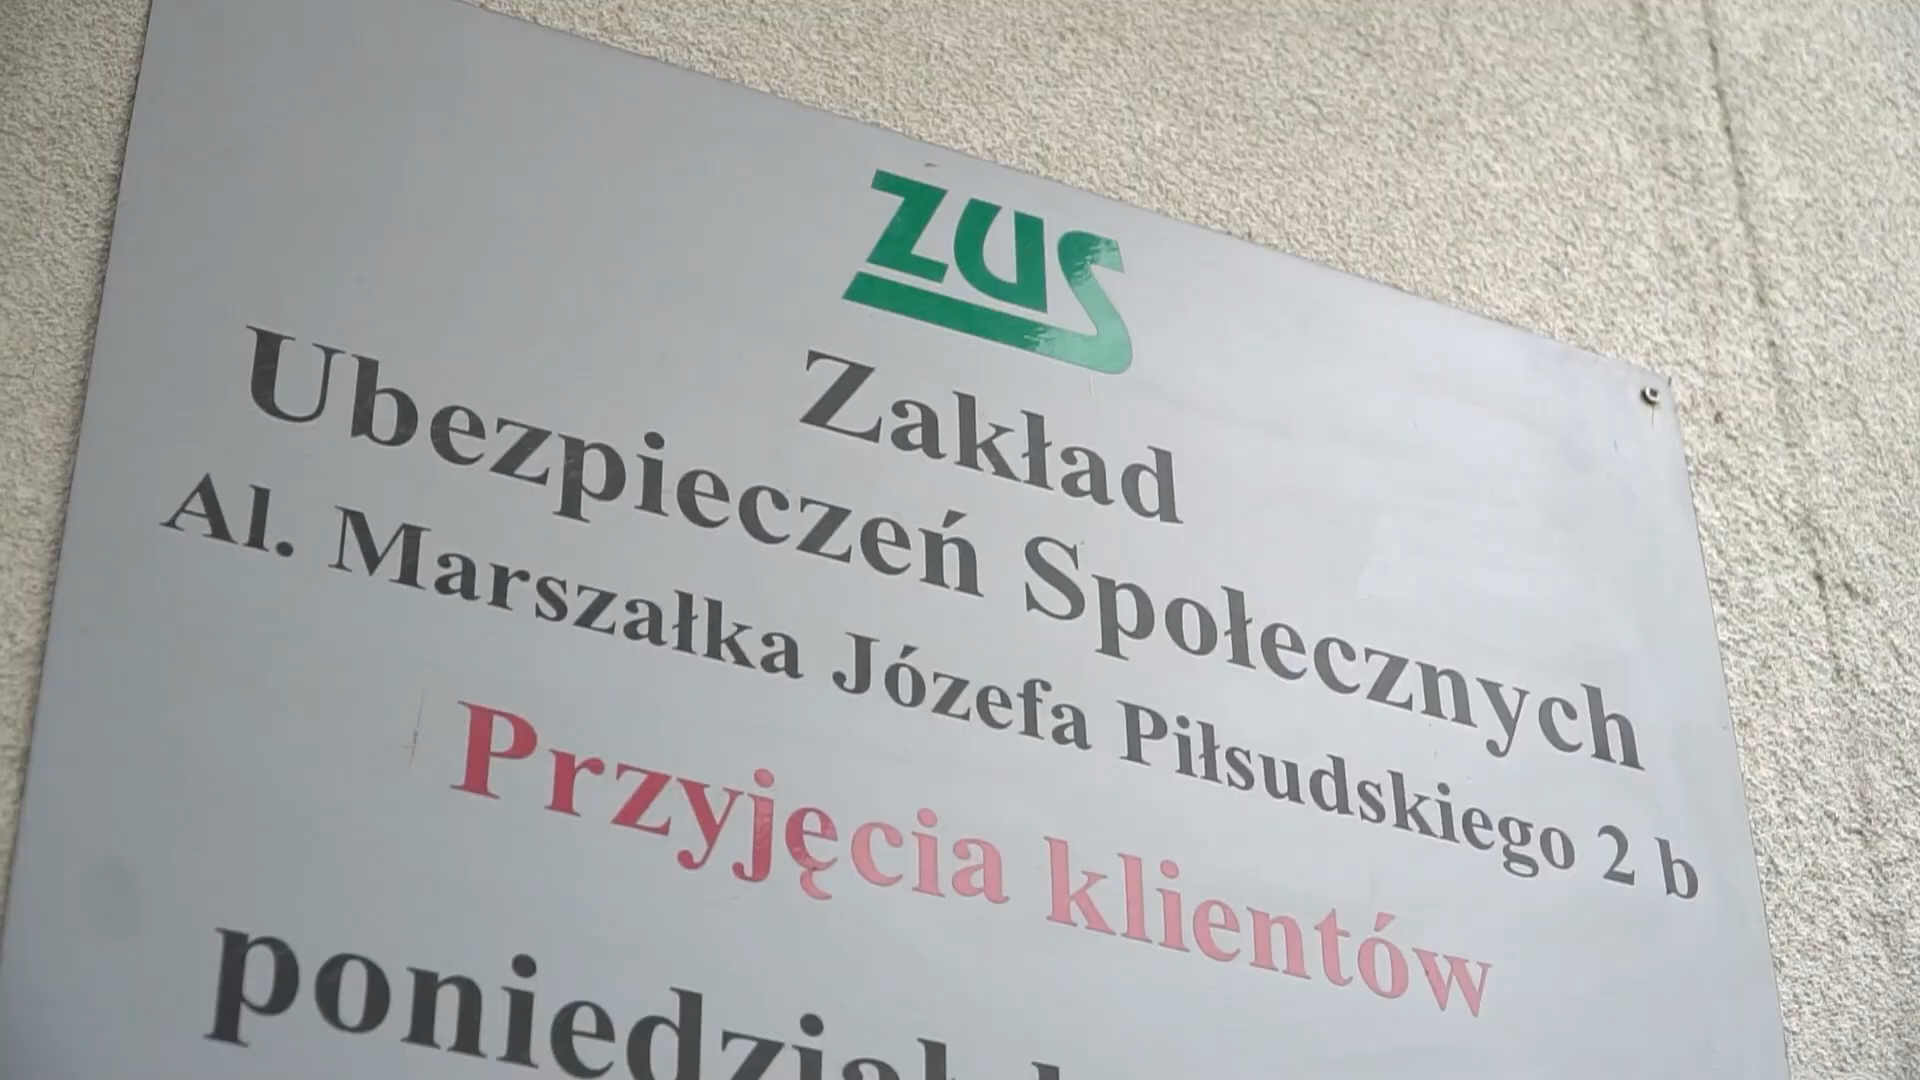 ZUS
Zakład
Ubezpieczeń Społecznych
Al. Marszałka Józefa Piłsudskiego 2 b
Przyjęcia klientów